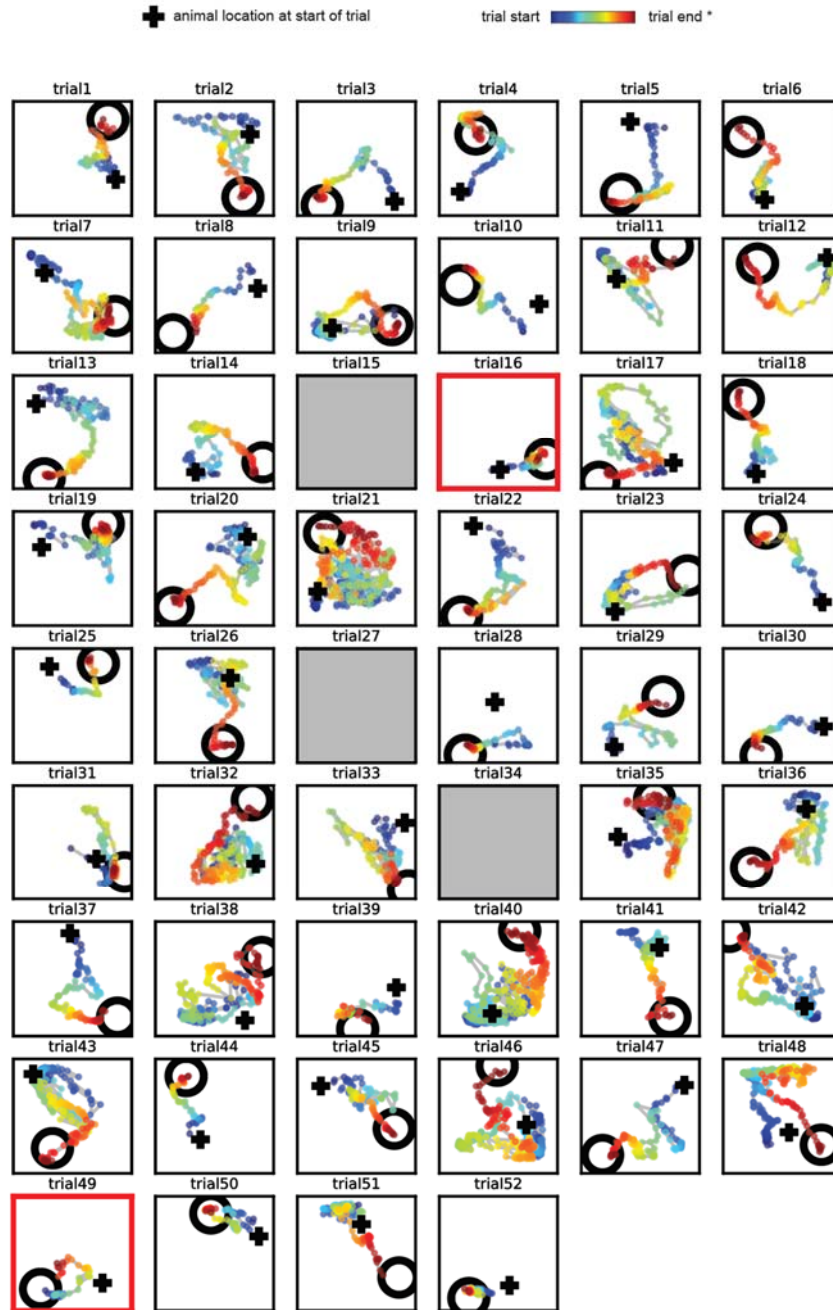 animal location at start of trial trial start trial end *
trial1 trial2 trial3 trial4 trial5 trial6
trial7 trial8 trial9 trial10 trial11 trial12
trial13 trial14 trial15 trial16 trial17 trial18
trial19 trial20 trial21 trial22 trial23 trial24
trial25 trial26 trial27 trial28 trial29 trial30
trial31 trial32 trial33 trial34 trial35 trial36
trial37 trial38 trial39 trial40 trial41 trial42
trial43 trial44 trial45 trial46 trial47 trial48
trial49 trial50 trial51 trial52